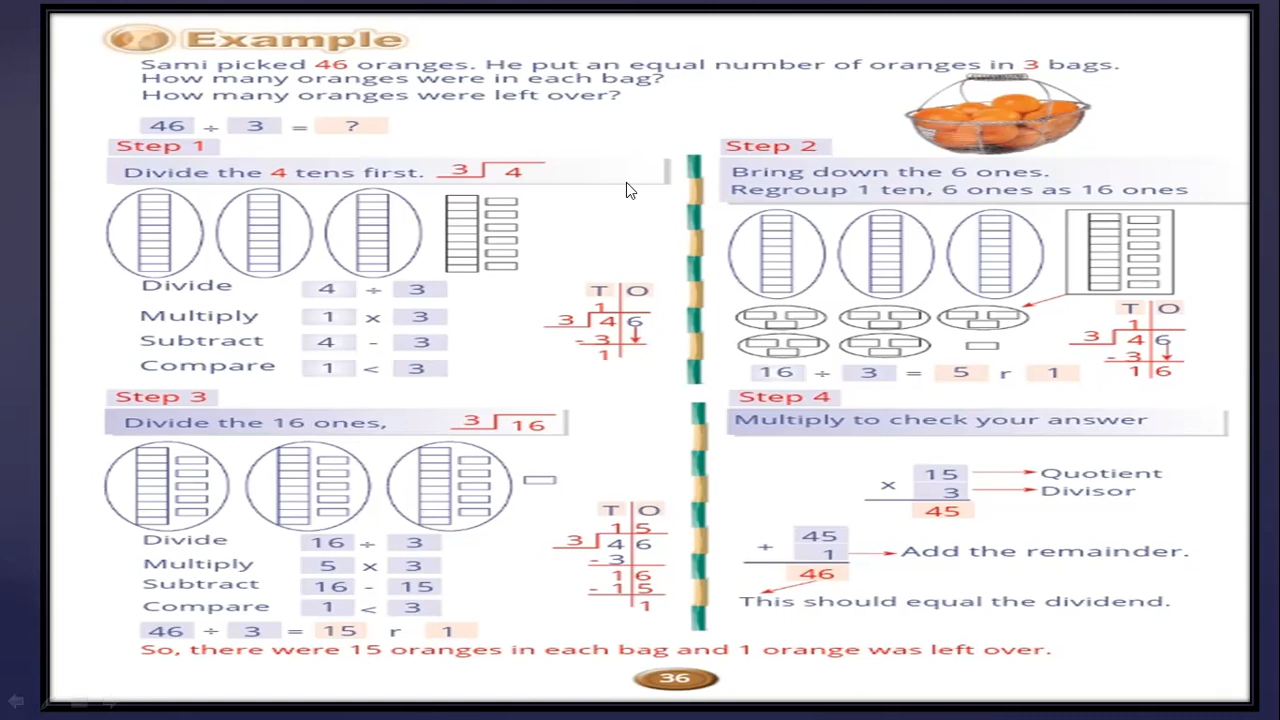 Example
Sami picked 46 oranges. He put an equal number of oranges in 3 bags.
How many oranges were in each bag?
How many oranges were left over?
46 ÷ 3 = ?
Step 1
Divide the 4 tens first. 3 4
Divide 4 ÷ 3
Multiply 1 x 3
Subtract 4 - 3
Compare 1 < 3
T O
1
3 4 6
- 3
1
Step 2
Bring down the 6 ones.
Regroup 1 ten, 6 ones as 16 ones
T O
1
3 4 6
- 3
1 6
16 ÷ 3 = 5 r 1
Step 3
Divide the 16 ones, 3 16
Divide 16 ÷ 3
Multiply 5 x 3
Subtract 16 - 15
Compare 1 < 3
T O
1 5
3 4 6
- 3
1 6
- 1 5
1
46 ÷ 3 = 15 r 1
Step 4
Multiply to check your answer
15 Quotient
x 3 Divisor
45
45
+ 1 Add the remainder.
46
This should equal the dividend.
So, there were 15 oranges in each bag and 1 orange was left over.
36